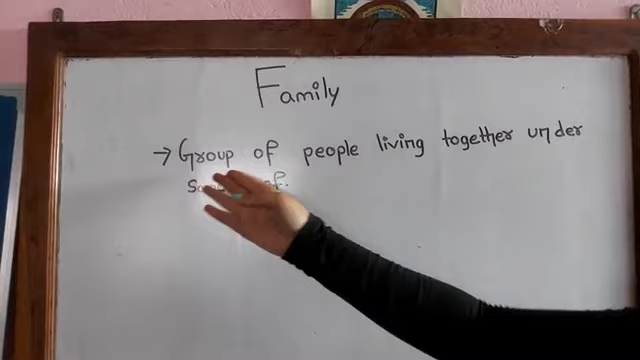 Family
→ Group of people living together under